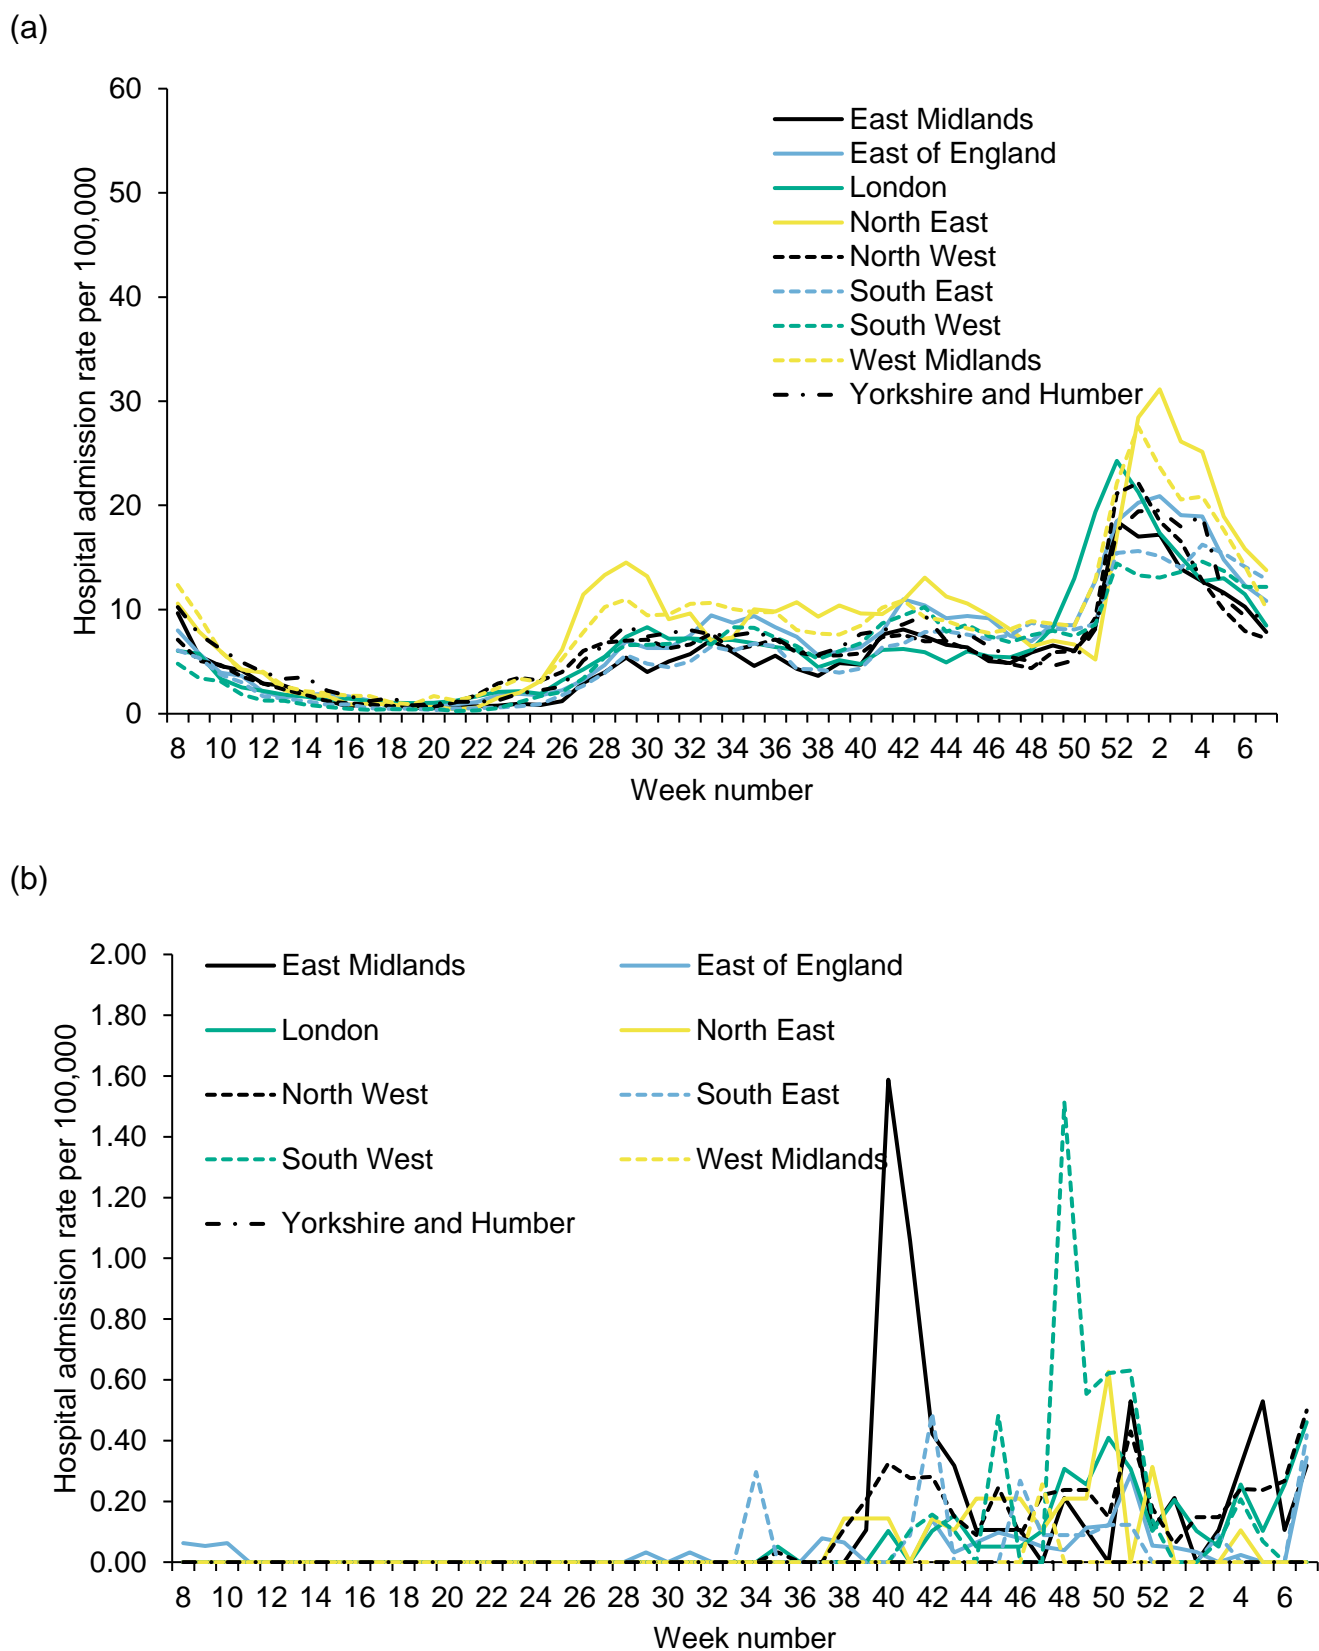 (a)
60
50
40
30
20
10
0
Hospital admission rate per 100,000
East Midlands
East of England
London
North East
North West
South East
South West
West Midlands
Yorkshire and Humber
8 10 12 14 16 18 20 22 24 26 28 30 32 34 36 38 40 42 44 46 48 50 52 2 4 6
Week number
(b)
2.00
1.80
1.60
1.40
1.20
1.00
0.80
0.60
0.40
0.20
0.00
Hospital admission rate per 100,000
East Midlands East of England
London North East
North West South East
South West West Midlands
Yorkshire and Humber
8 10 12 14 16 18 20 22 24 26 28 30 32 34 36 38 40 42 44 46 48 50 52 2 4 6
Week number